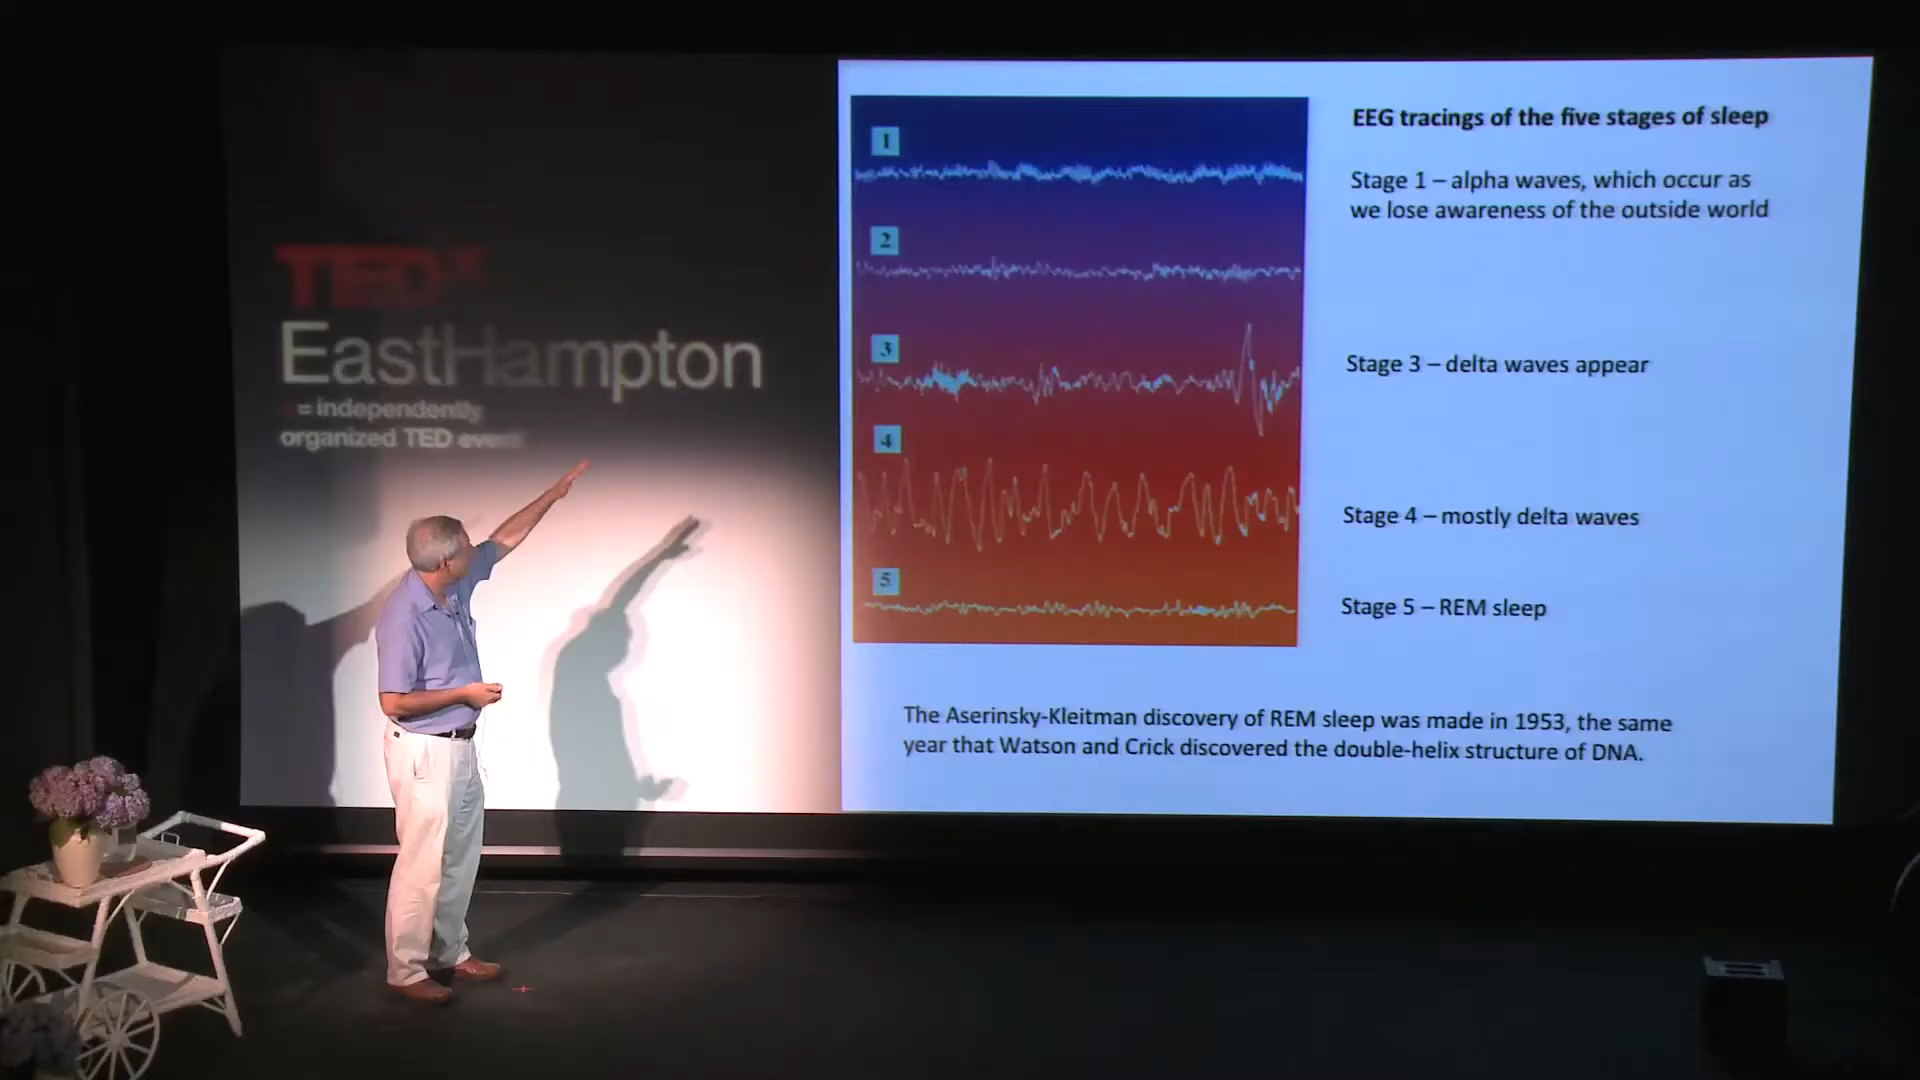 TEDx
EastHampton
x = independently
organized TED event
1
2
3
4
5
EEG tracings of the five stages of sleep
Stage 1 – alpha waves, which occur as
we lose awareness of the outside world
Stage 3 – delta waves appear
Stage 4 – mostly delta waves
Stage 5 – REM sleep
The Aserinsky-Kleitman discovery of REM sleep was made in 1953, the same
year that Watson and Crick discovered the double-helix structure of DNA.